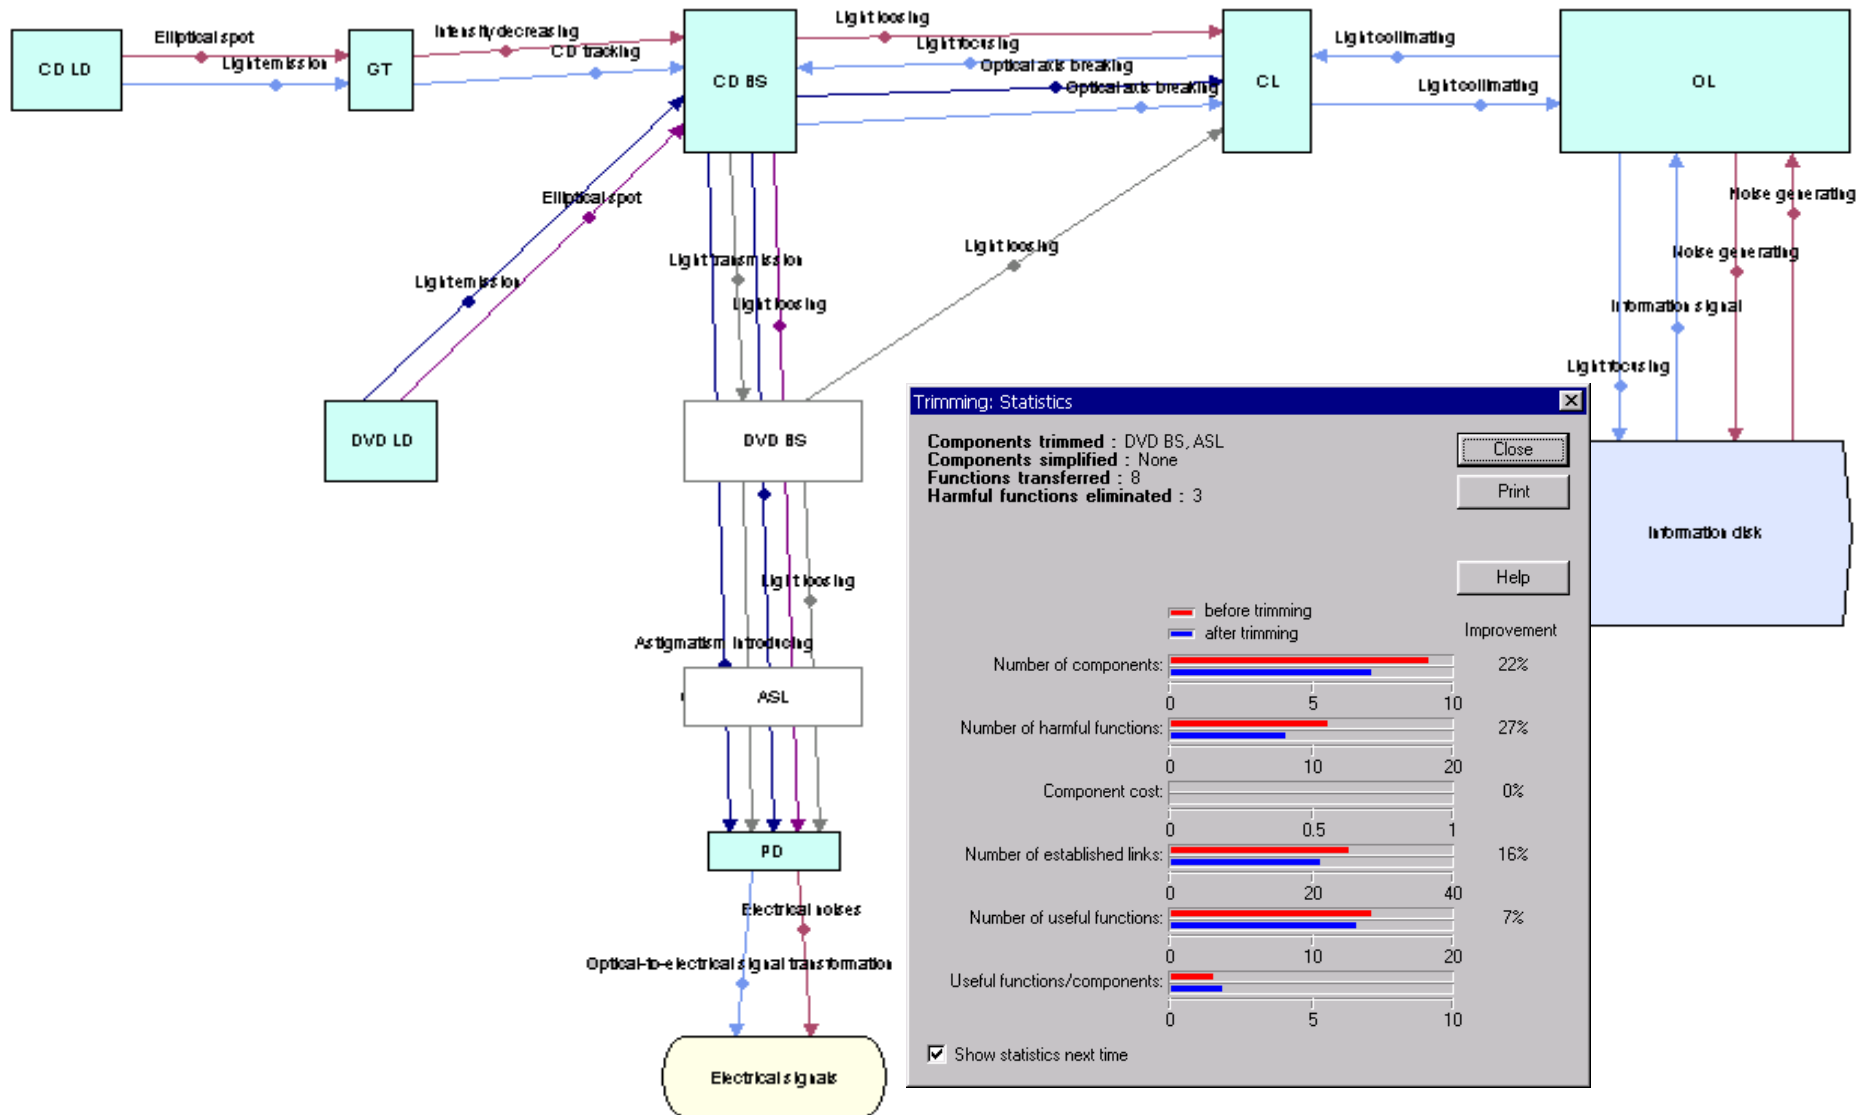 Light loosing
Elliptical spot
Intensity decreasing
Light focusing
Light collimating
CD LD
Light emission
GT
CD tracking
CD BS
Optical axis breaking
Optical axis breaking
CL
Light collimating
OL
Elliptical spot
Noise generating
Light transmission
Light loosing
Noise generating
Light emission
Light loosing
Information signal
Light focusing
DVD LD
DVD BS
Light loosing
Astigmatism introducing
ASL
PD
Electrical noises
Optical-to-electrical signal transformation
Electrical signals
Information disk
Trimming: Statistics
Components trimmed : DVD BS, ASL
Components simplified : None
Functions transferred : 8
Harmful functions eliminated : 3
Close
Print
Help
before trimming
after trimming
Improvement
Number of components: 22%
0 5 10
Number of harmful functions: 27%
0 10 20
Component cost: 0%
0 0.5 1
Number of established links: 16%
0 20 40
Number of useful functions: 7%
0 10 20
Useful functions/components:
0 5 10
Show statistics next time